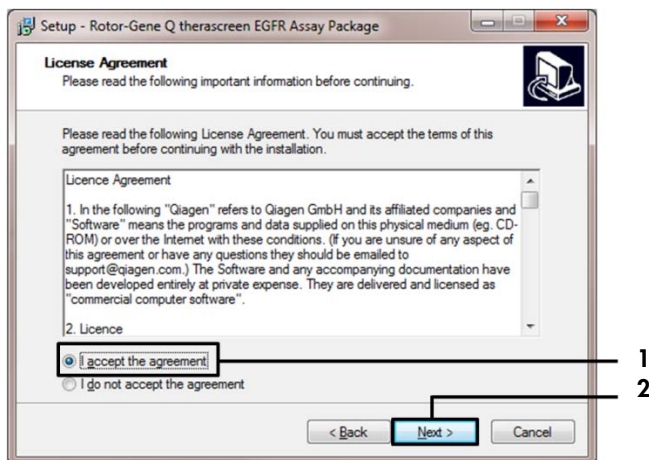 Setup - Rotor-Gene Q therascreen EGFR Assay Package
License Agreement
Please read the following important information before continuing.
Please read the following License Agreement. You must accept the terms of this
agreement before continuing with the installation.
Licence Agreement
1. In the following "Qiagen" refers to Qiagen GmbH and its affiliated companies and
"Software" means the programs and data supplied on this physical medium (eg. CD-
ROM) or over the Internet with these conditions. (If you are unsure of any aspect of
this agreement or have any questions they should be emailed to
support@qiagen.com.) The Software and any accompanying documentation have
been developed entirely at private expense. They are delivered and licensed as
"commercial computer software".
2. Licence
I accept the agreement
1
I do not accept the agreement
2
< Back
Next >
Cancel